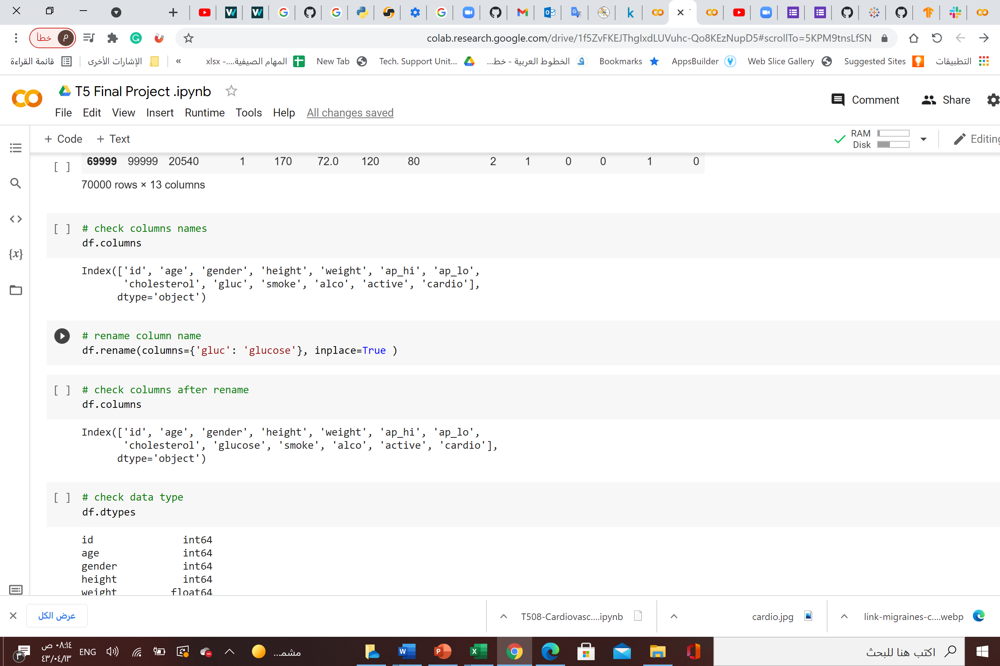 خطأ
م
colab.research.google.com/drive/1f5ZvFKEJThgIxdLUVuhc-Qo8KEzNupD5#scrollTo=5KPM9tnsLfSN
التطبيقات
Suggested Sites
Web Slice Gallery
AppsBuilder
Bookmarks
الخطوط العربية - خط...
Tech. Support Unit...
New Tab
المهام الصيفية....- xlsx
»
الإشارات الأخرى
قائمة القراءة
T5 Final Project .ipynb
File Edit View Insert Runtime Tools Help All changes saved
Comment Share
+ Code + Text
RAM
Disk
Editing
[ ] 69999 99999 20540 1 170 72.0 120 80 2 1 0 0 1 0
70000 rows × 13 columns
[ ] # check columns names
df.columns
Index(['id', 'age', 'gender', 'height', 'weight', 'ap_hi', 'ap_lo',
'cholesterol', 'gluc', 'smoke', 'alco', 'active', 'cardio'],
dtype='object')
# rename column name
df.rename(columns={'gluc': 'glucose'}, inplace=True )
[ ] # check columns after rename
df.columns
Index(['id', 'age', 'gender', 'height', 'weight', 'ap_hi', 'ap_lo',
'cholesterol', 'glucose', 'smoke', 'alco', 'active', 'cardio'],
dtype='object')
[ ] # check data type
df.dtypes
id int64
age int64
gender int64
height int64
weight float64
عرض الكل
T508-Cardiovasc....ipynb
cardio.jpg
link-migraines-c....webp
٠٨:١٤ ص
٤٣/٠٤/١٣
ENG
مشم...
اكتب هنا للبحث
٣